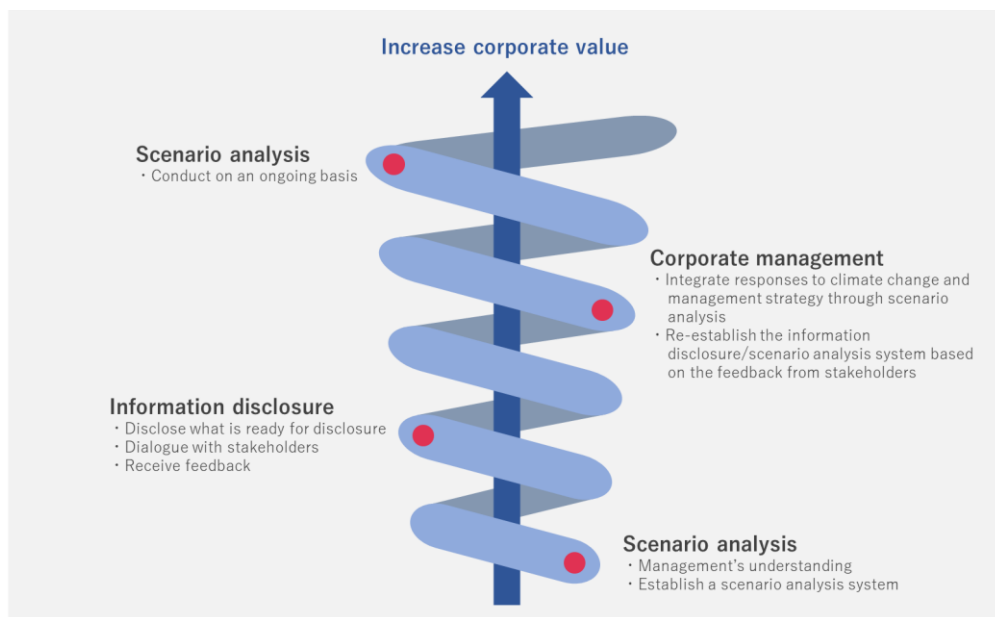 Increase corporate value
Scenario analysis
・Conduct on an ongoing basis
Corporate management
・Integrate responses to climate change and
management strategy through scenario
analysis
・Re-establish the information
disclosure/scenario analysis system based
on the feedback from stakeholders
Information disclosure
・Disclose what is ready for disclosure
・Dialogue with stakeholders
・Receive feedback
Scenario analysis
・Management's understanding
・Establish a scenario analysis system